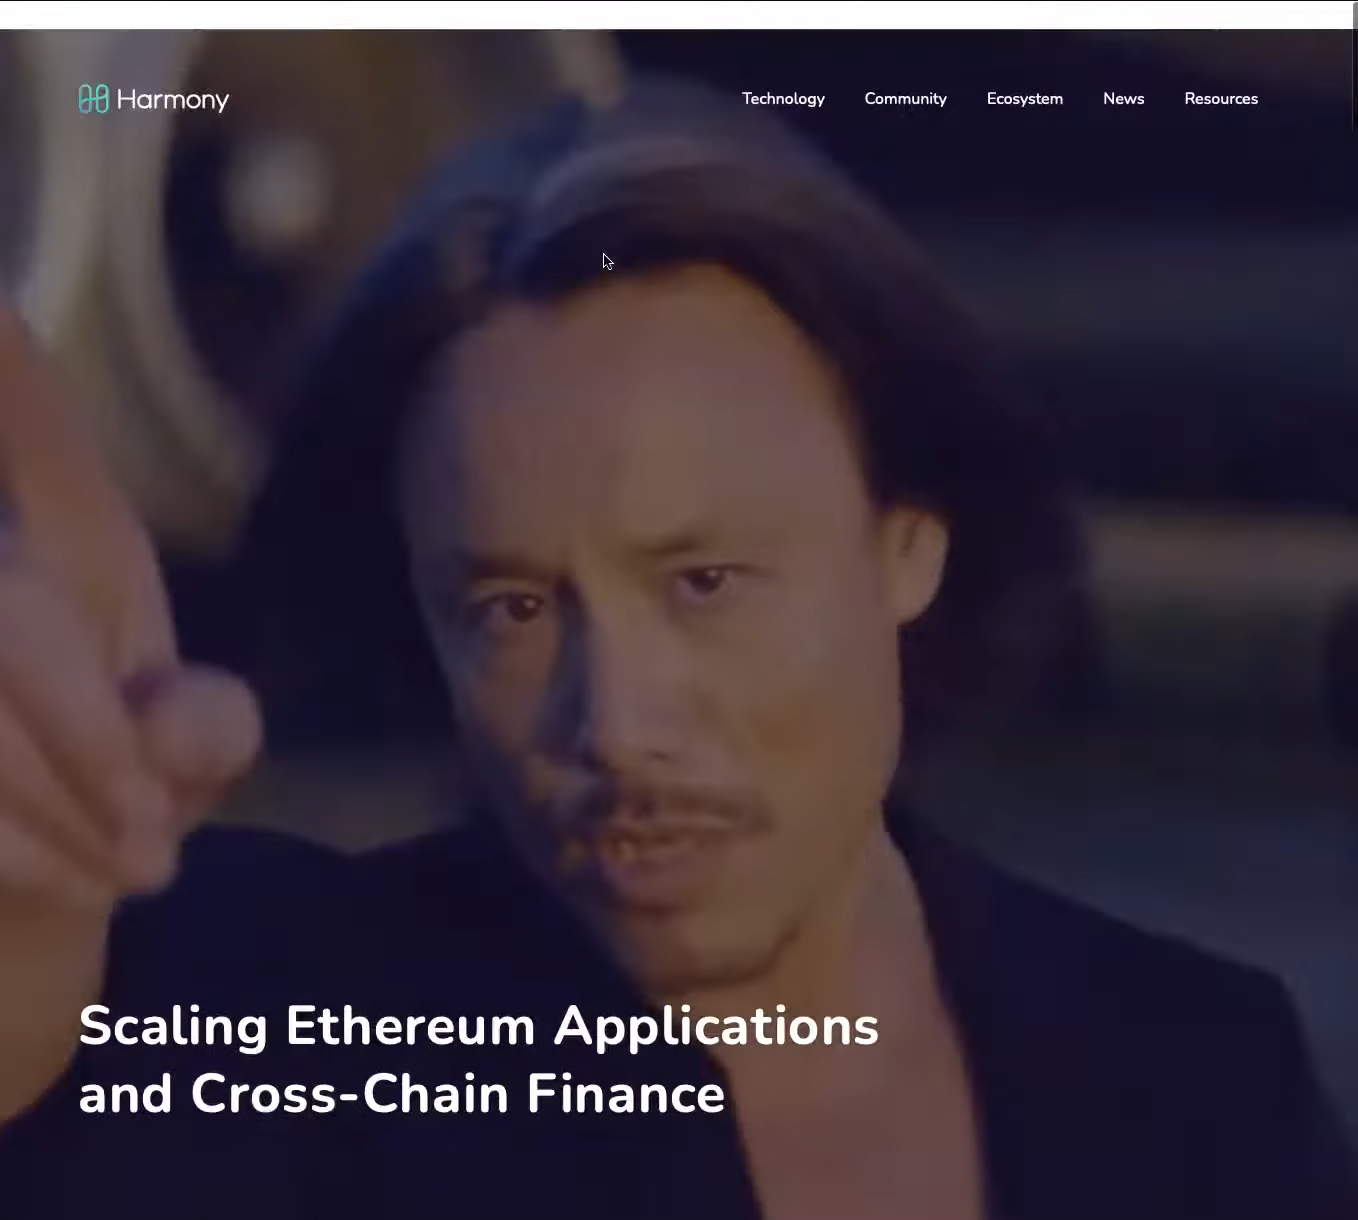 Harmony
Technology Community Ecosystem News Resources
Scaling Ethereum Applications
and Cross-Chain Finance